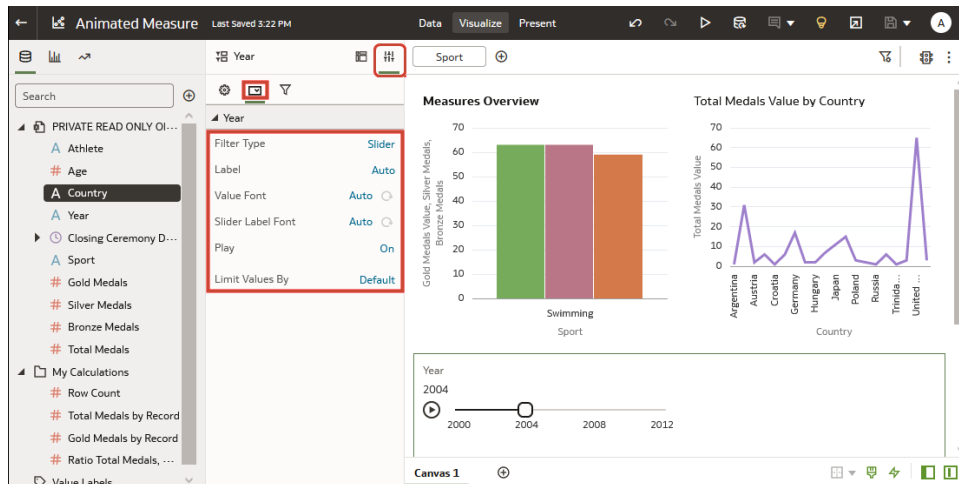 Animated Measure Last Saved 3:22 PM Data Visualize Present A
Year Sport
Search
PRIVATE READ ONLY Ol...
A Athlete
# Age
A Country
A Year
Closing Ceremony D...
A Sport
# Gold Medals
# Silver Medals
# Bronze Medals
# Total Medals
My Calculations
# Row Count
# Total Medals by Record
# Gold Medals by Record
# Ratio Total Medals, ...
Value Labels
Year
Filter Type Slider
Label Auto
Value Font Auto
Slider Label Font Auto
Play On
Limit Values By Default
Measures Overview
Gold Medals Value, Silver Medals,
Bronze Medals
70
60
50
40
30
20
10
0
Swimming
Sport
Total Medals Value by Country
Total Medals Value
70
60
50
40
30
20
10
0
Argentina
Austria
Croatia
Germany
Hungary
Japan
Poland
Russia
Trinida...
United ...
Country
Year
2004
2000 2004 2008 2012
Canvas 1